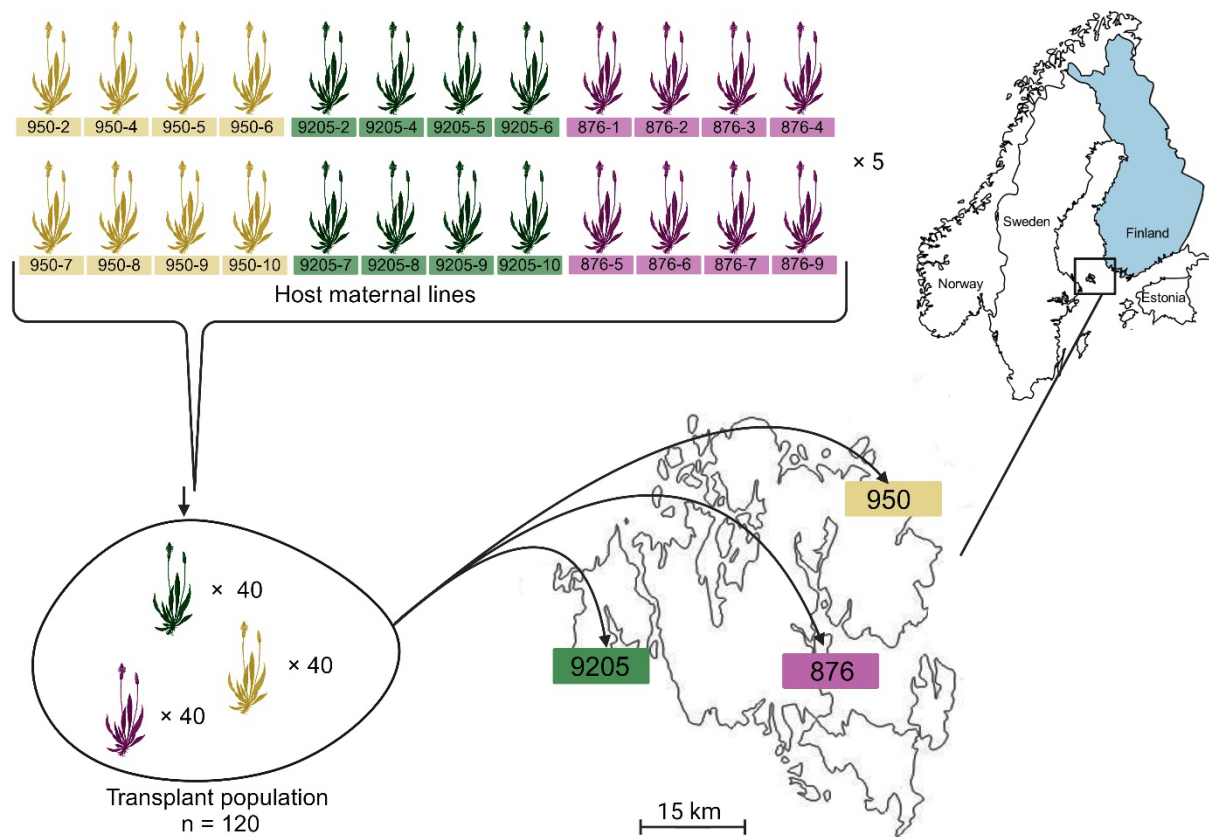 950-2 950-4 950-5 950-6 9205-2 9205-4 9205-5 9205-6 876-1 876-2 876-3 876-4
× 5
950-7 950-8 950-9 950-10 9205-7 9205-8 9205-9 9205-10 876-5 876-6 876-7 876-9
Host maternal lines
Sweden
Finland
Norway
Estonia
950
9205
876
× 40
× 40
× 40
Transplant population
n = 120
15 km